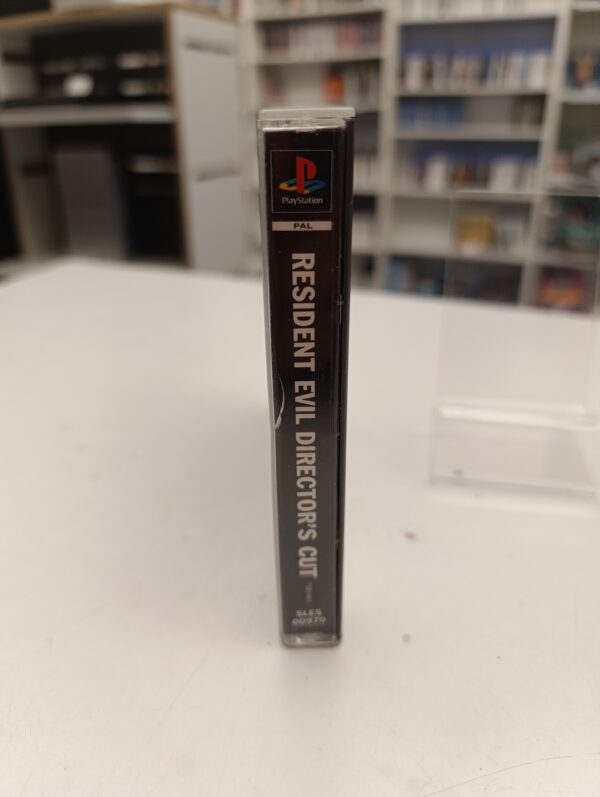 PlayStation
PAL
RESIDENT EVIL DIRECTOR'S CUT
SLES
00970